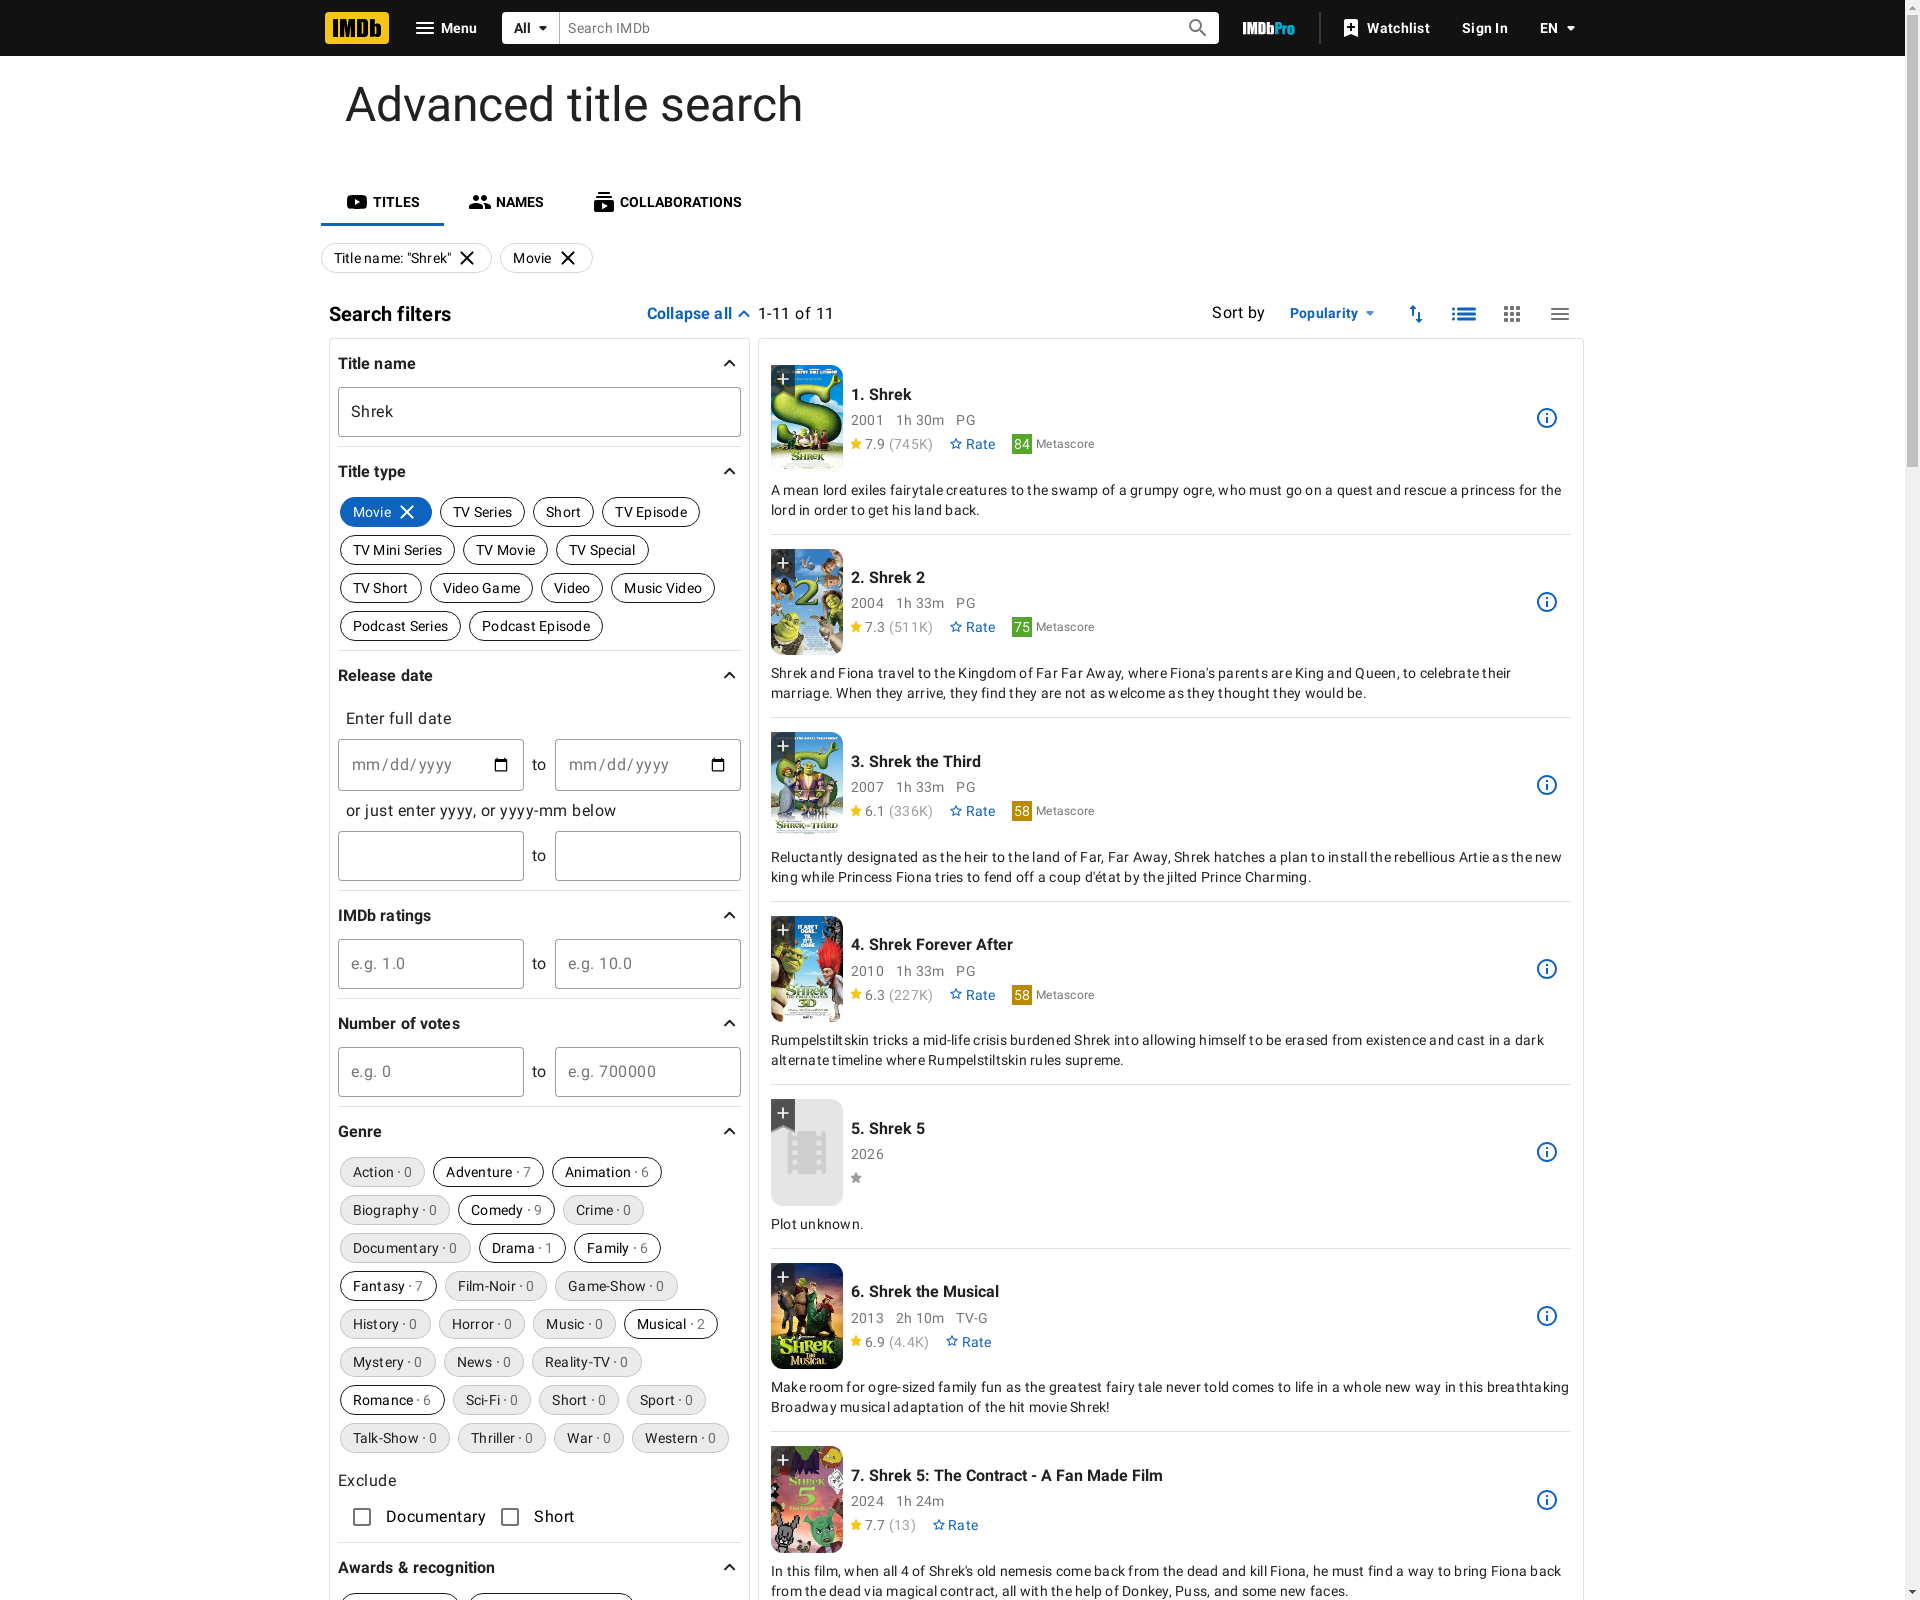 IMDb Menu All Search IMDb IMDbPro Watchlist Sign In EN
Advanced title search
TITLES NAMES COLLABORATIONS
Title name: "Shrek" Movie
Search filters Collapse all 1-11 of 11 Sort by Popularity
Title name
Shrek
Title type
Movie TV Series Short TV Episode
TV Mini Series TV Movie TV Special
TV Short Video Game Video Music Video
Podcast Series Podcast Episode
Release date
Enter full date
mm/dd/yyyy to mm/dd/yyyy
or just enter yyyy, or yyyy-mm below
to
IMDb ratings
e.g. 1.0 to e.g. 10.0
Number of votes
e.g. 0 to e.g. 700000
Genre
Action · 0 Adventure · 7 Animation · 6
Biography · 0 Comedy · 9 Crime · 0
Documentary · 0 Drama · 1 Family · 6
Fantasy · 7 Film-Noir · 0 Game-Show · 0
History · 0 Horror · 0 Music · 0 Musical · 2
Mystery · 0 News · 0 Reality-TV · 0
Romance · 6 Sci-Fi · 0 Short · 0 Sport · 0
Talk-Show · 0 Thriller · 0 War · 0 Western · 0
Exclude
Documentary Short
Awards & recognition
SHREK
1. Shrek
2001 1h 30m PG
7.9 (745K) Rate 84 Metascore
A mean lord exiles fairytale creatures to the swamp of a grumpy ogre, who must go on a quest and rescue a princess for the
lord in order to get his land back.
2
2. Shrek 2
2004 1h 33m PG
7.3 (511K) Rate 75 Metascore
Shrek and Fiona travel to the Kingdom of Far Far Away, where Fiona's parents are King and Queen, to celebrate their
marriage. When they arrive, they find they are not as welcome as they thought they would be.
SHREK THE THIRD
3. Shrek the Third
2007 1h 33m PG
6.1 (336K) Rate 58 Metascore
Reluctantly designated as the heir to the land of Far, Far Away, Shrek hatches a plan to install the rebellious Artie as the new
king while Princess Fiona tries to fend off a coup d'état by the jilted Prince Charming.
IT AIN'T
OGRE..
TIL
IT'S
OGRE
SHREK
THE FINAL CHAPTER
3D
4. Shrek Forever After
2010 1h 33m PG
6.3 (227K) Rate 58 Metascore
Rumpelstiltskin tricks a mid-life crisis burdened Shrek into allowing himself to be erased from existence and cast in a dark
alternate timeline where Rumpelstiltskin rules supreme.
5. Shrek 5
2026
Plot unknown.
SHREK
THE
MUSICAL
6. Shrek the Musical
2013 2h 10m TV-G
6.9 (4.4K) Rate
Make room for ogre-sized family fun as the greatest fairy tale never told comes to life in a whole new way in this breathtaking
Broadway musical adaptation of the hit movie Shrek!
SHREK
5
The Contract
7. Shrek 5: The Contract - A Fan Made Film
2024 1h 24m
7.7 (13) Rate
In this film, when all 4 of Shrek's old nemesis come back from the dead and kill Fiona, he must find a way to bring Fiona back
from the dead via magical contract, all with the help of Donkey, Puss, and some new faces.